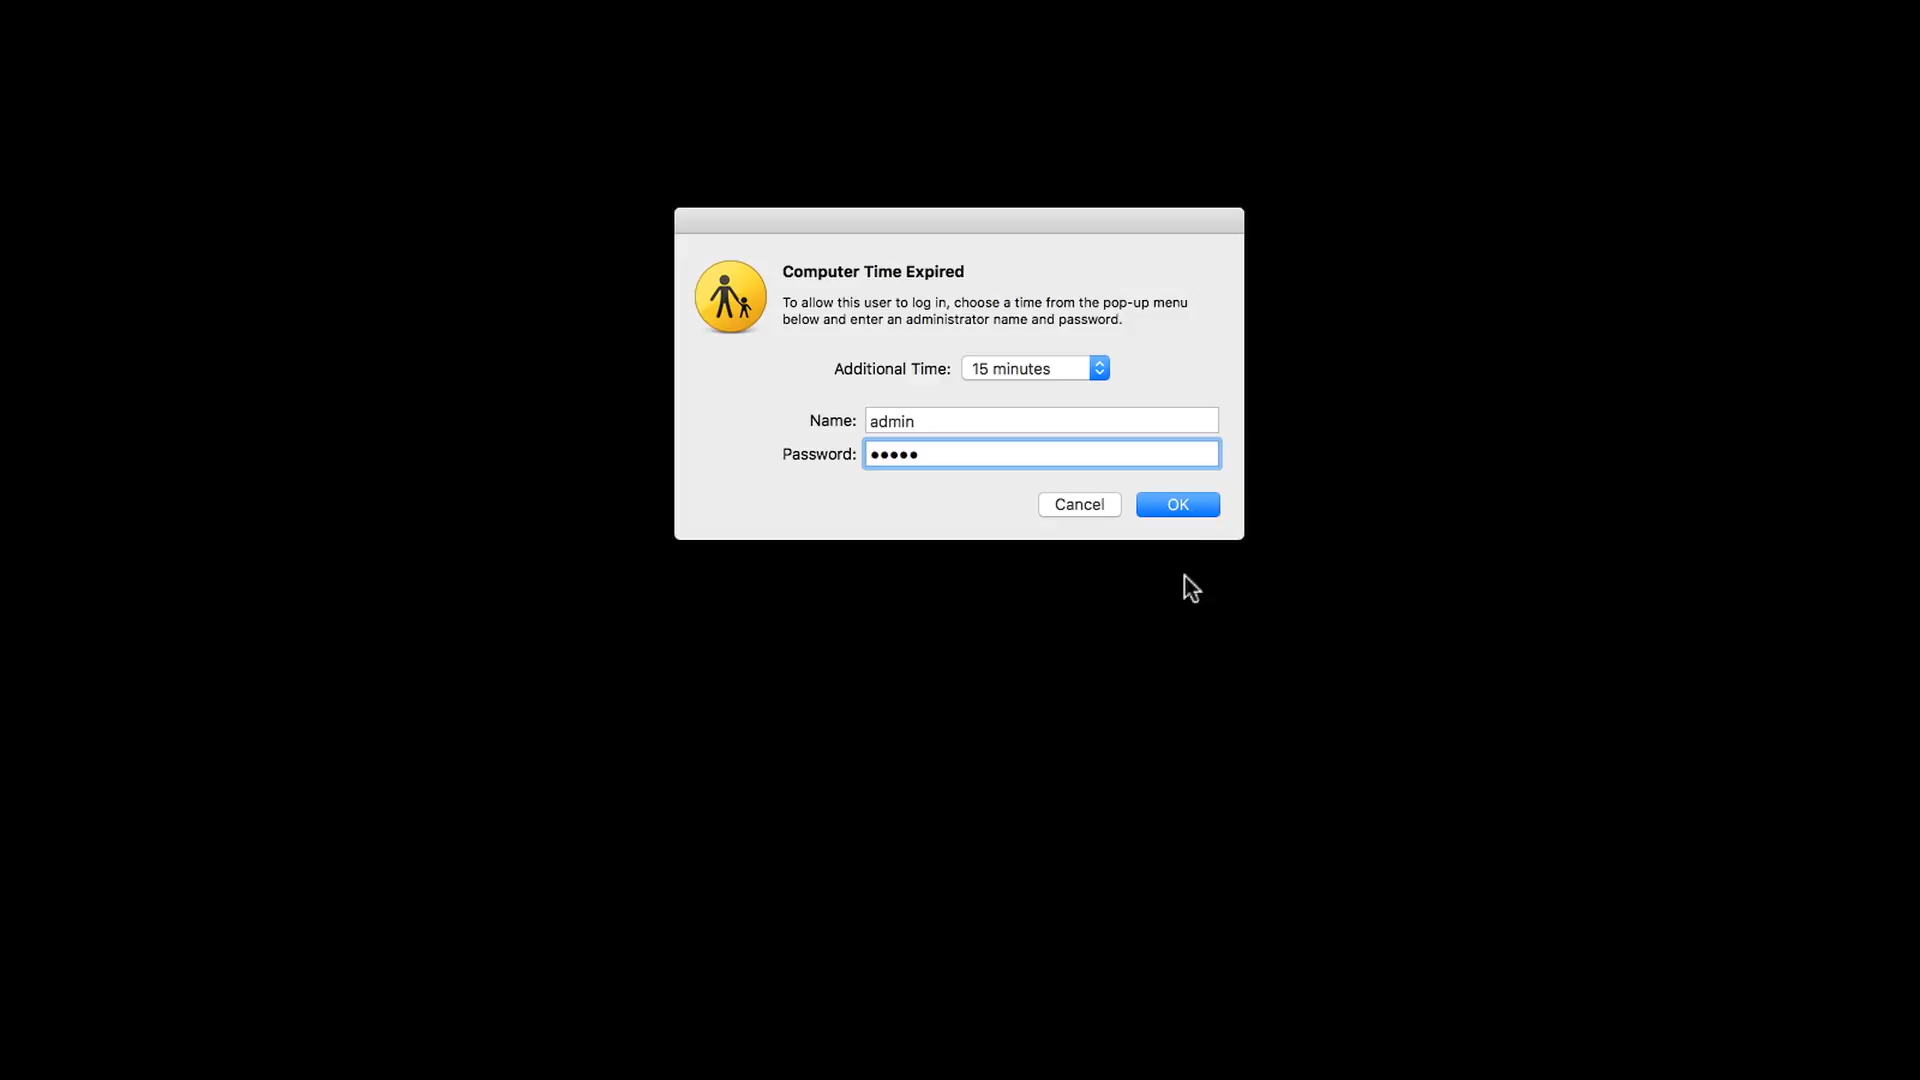 Computer Time Expired
To allow this user to log in, choose a time from the pop-up menu
below and enter an administrator name and password.
Additional Time: 15 minutes
Name: admin
Password: •••••
Cancel OK